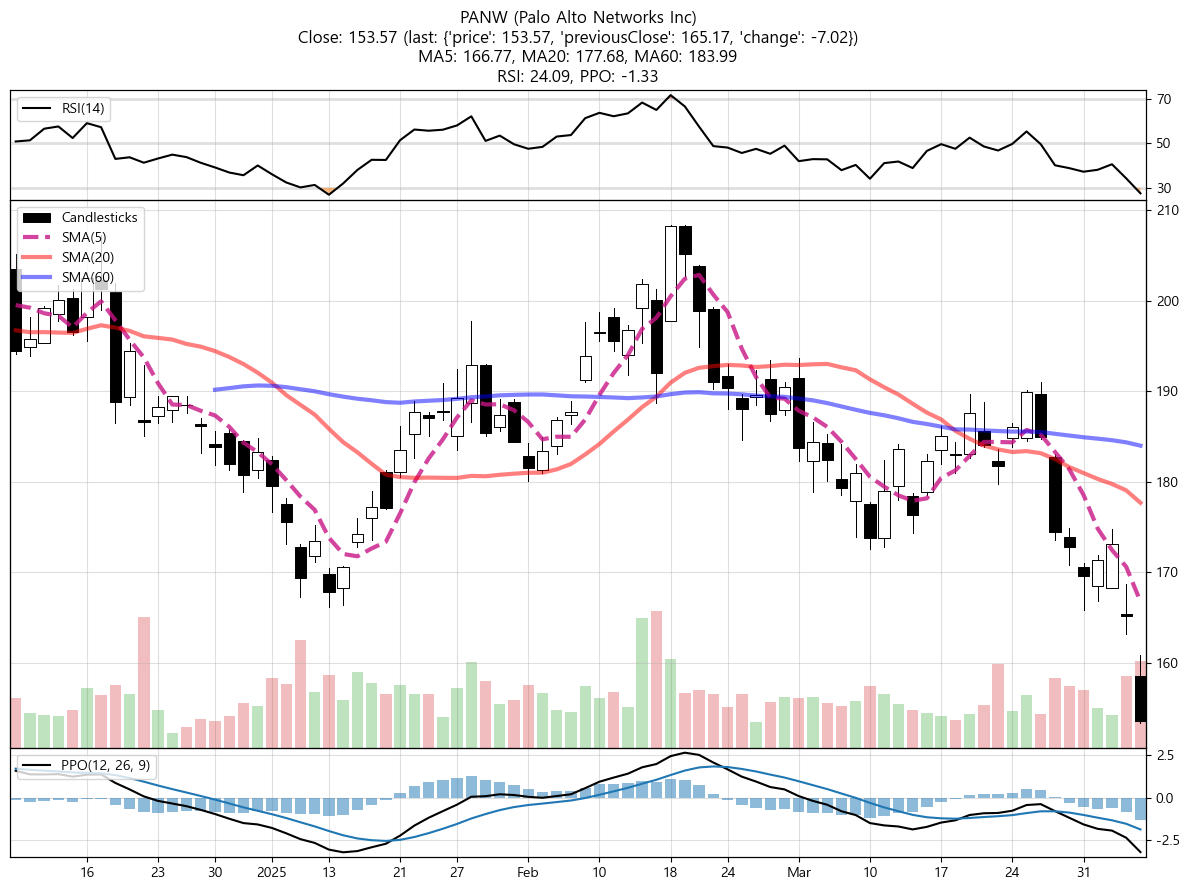 PANW (Palo Alto Networks Inc)
Close: 153.57 (last: {'price': 153.57, 'previousClose': 165.17, 'change': -7.02})
MA5: 166.77, MA20: 177.68, MA60: 183.99
RSI: 24.09, PPO: -1.33
RSI(14)
70
50
30
Candlesticks
SMA(5)
SMA(20)
SMA(60)
210
200
190
180
170
160
PPO(12, 26, 9)
2.5
0.0
−2.5
16 23 30 2025 13 21 27 Feb 10 18 24 Mar 10 17 24 31